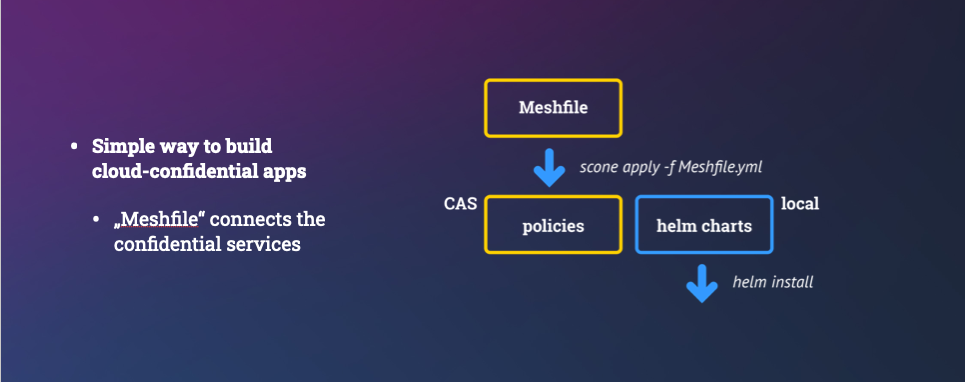 • Simple way to build
cloud-confidential apps
• „Meshfile“ connects the
confidential services
Meshfile
scone apply -f Meshfile.yml
CAS
policies
helm charts
local
helm install